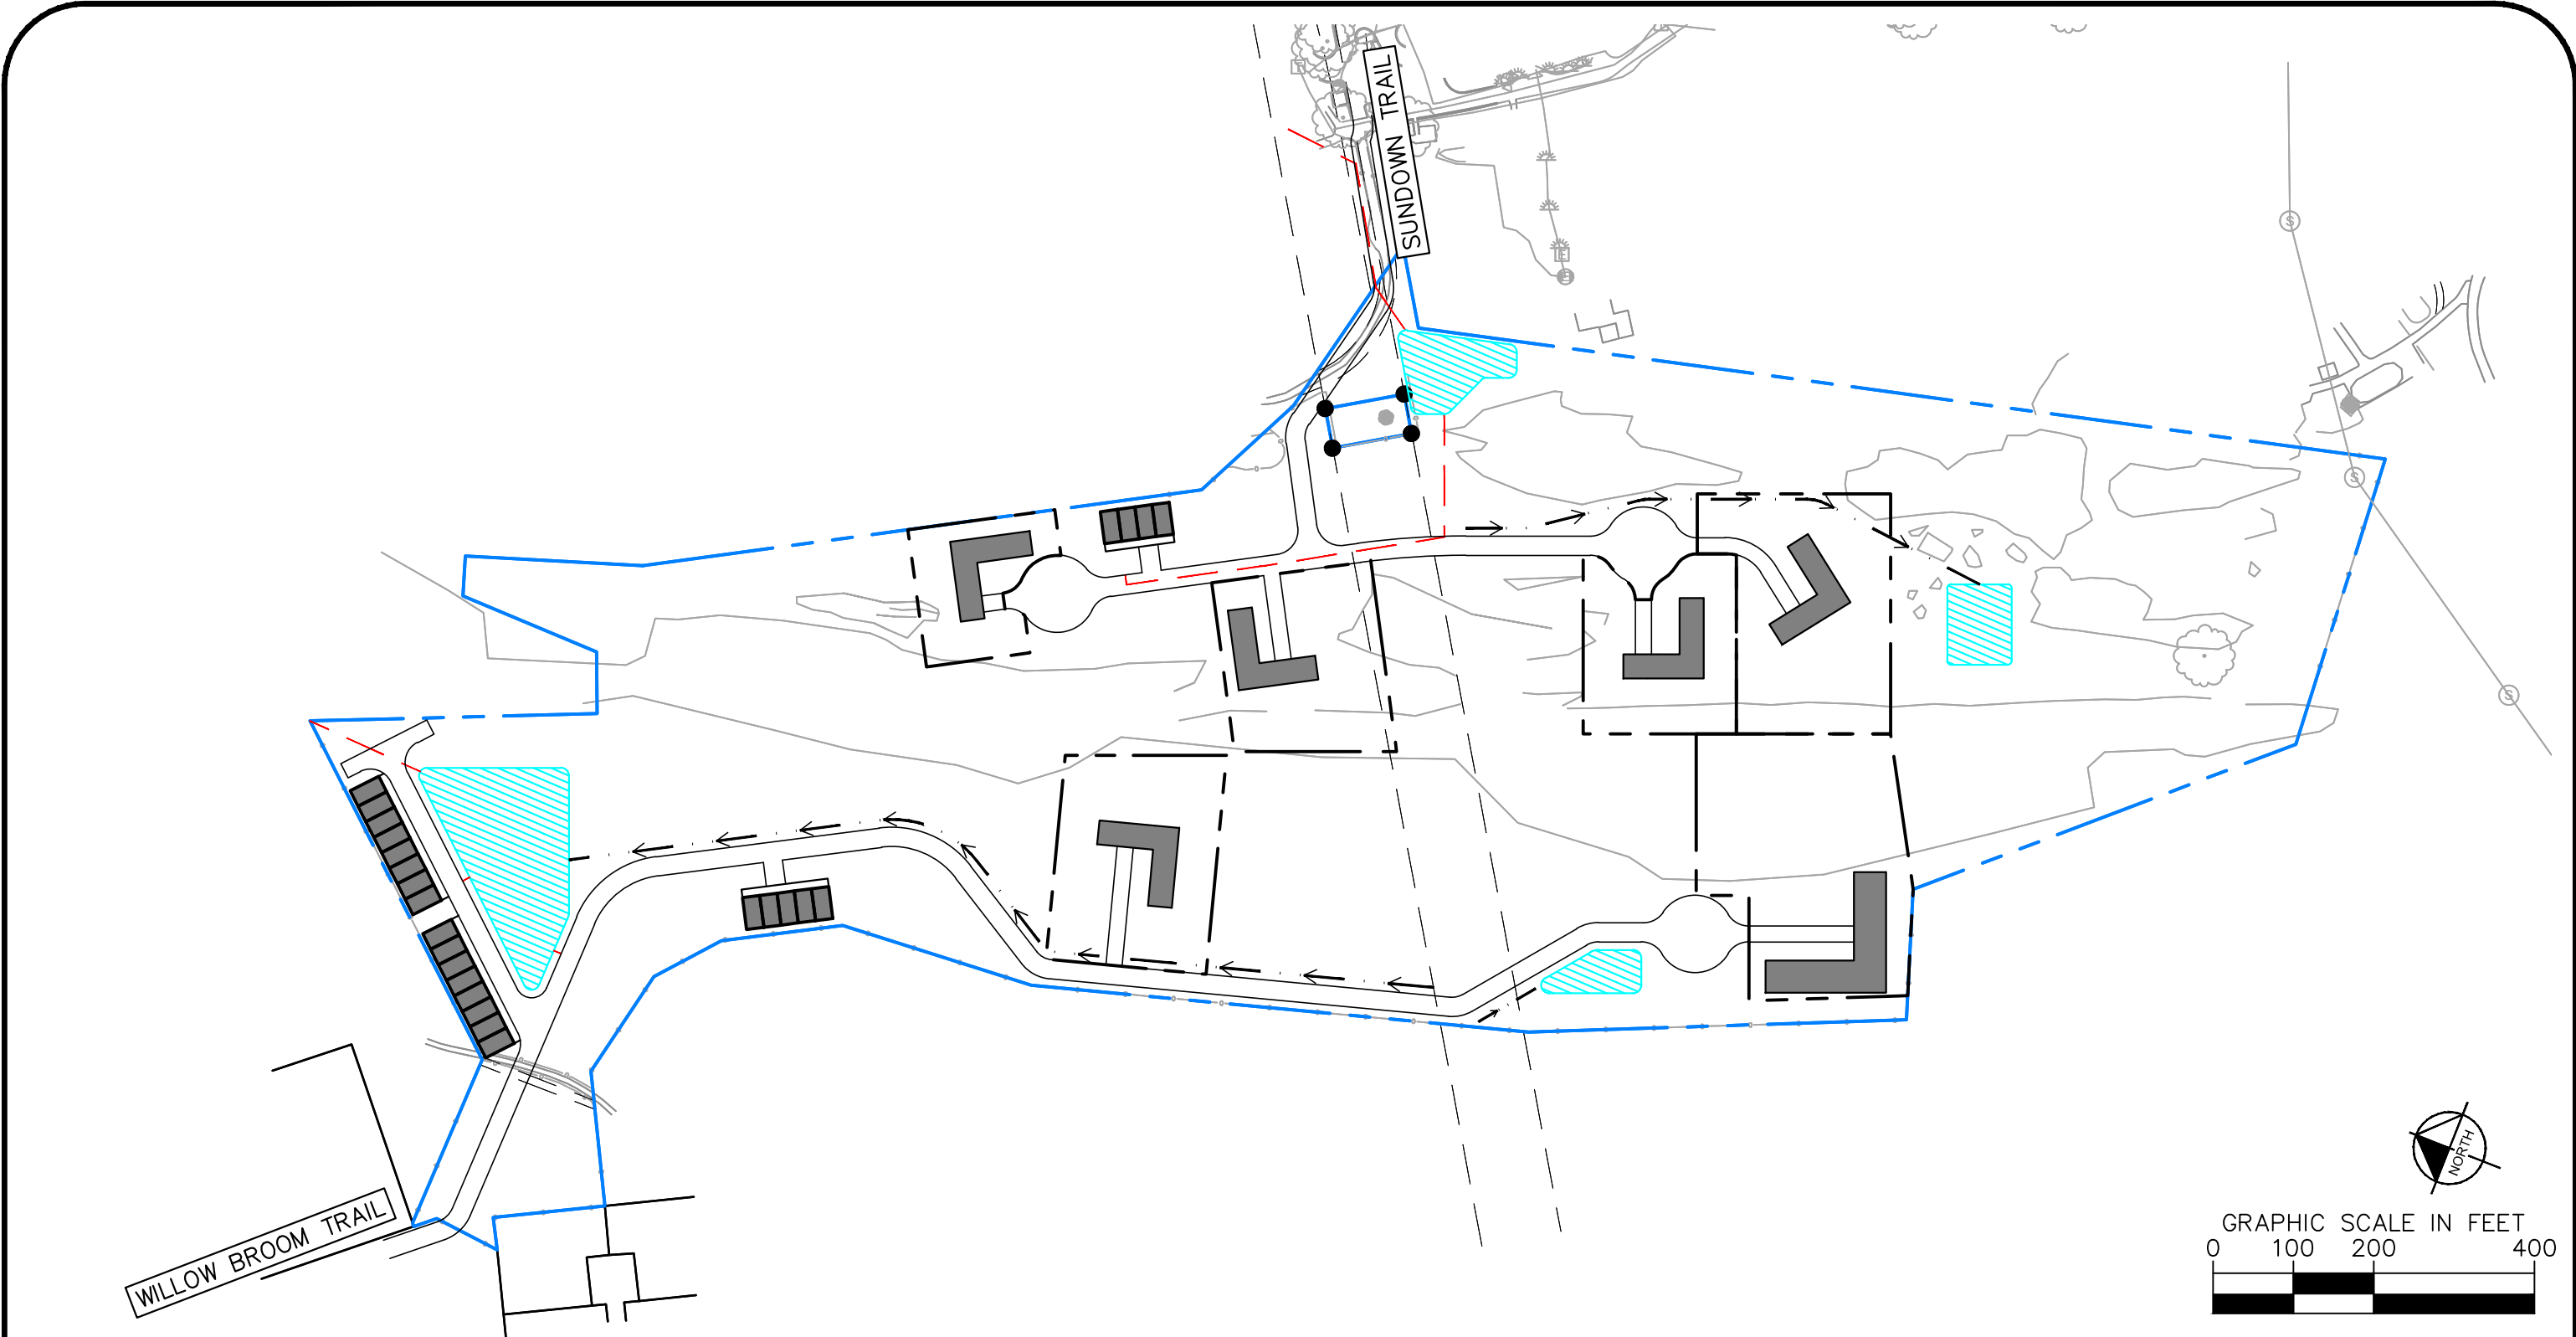 SUNDOWN TRAIL
E
S
S
S
WILLOW BROOM TRAIL
NORTH
GRAPHIC SCALE IN FEET
0 100 200 400